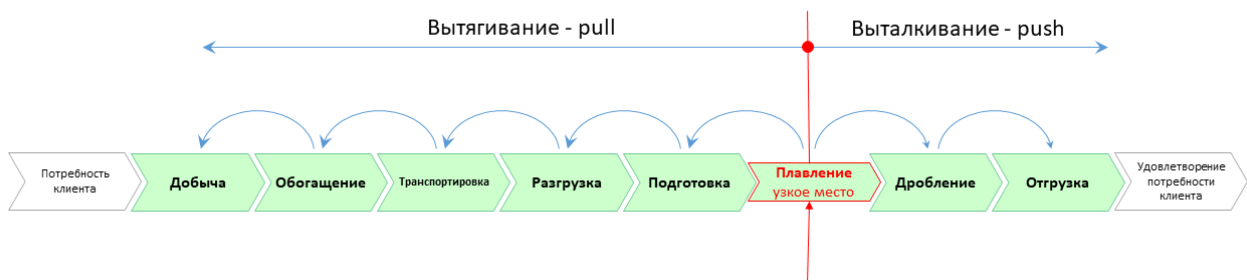 Вытягивание - pull
Выталкивание - push
Потребность
клиента
Добыча
Обогащение
Транспортировка
Разгрузка
Подготовка
Плавление
узкое место
Дробление
Отгрузка
Удовлетворение
потребности
клиента